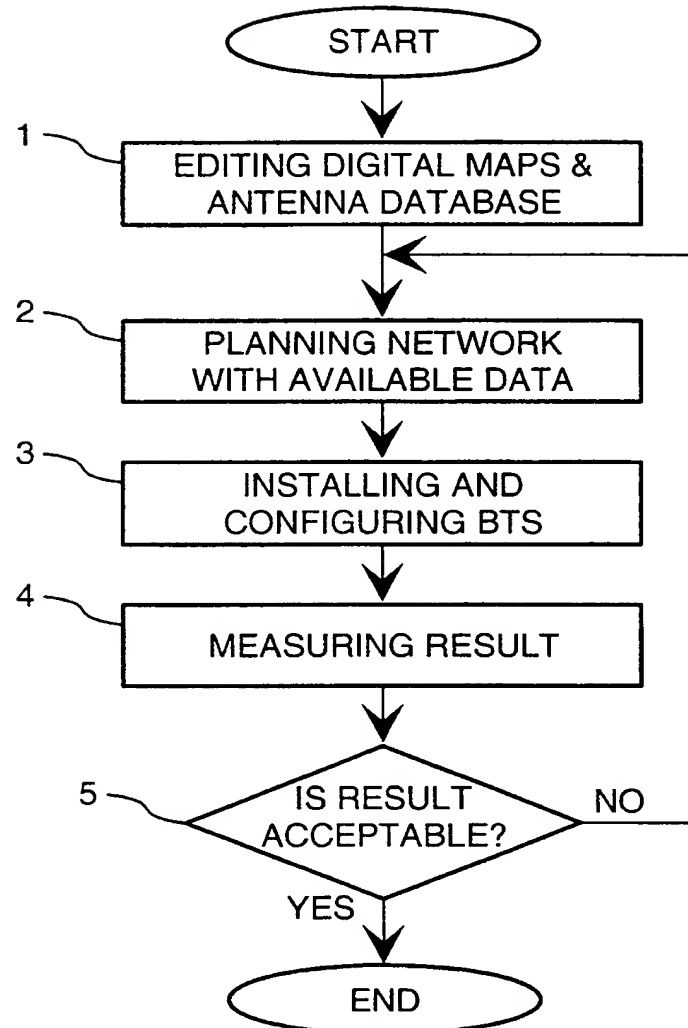 START
1
EDITING DIGITAL MAPS &
ANTENNA DATABASE
2
PLANNING NETWORK
WITH AVAILABLE DATA
3
INSTALLING AND
CONFIGURING BTS
4
MEASURING RESULT
5
IS RESULT
ACCEPTABLE?
NO
YES
END